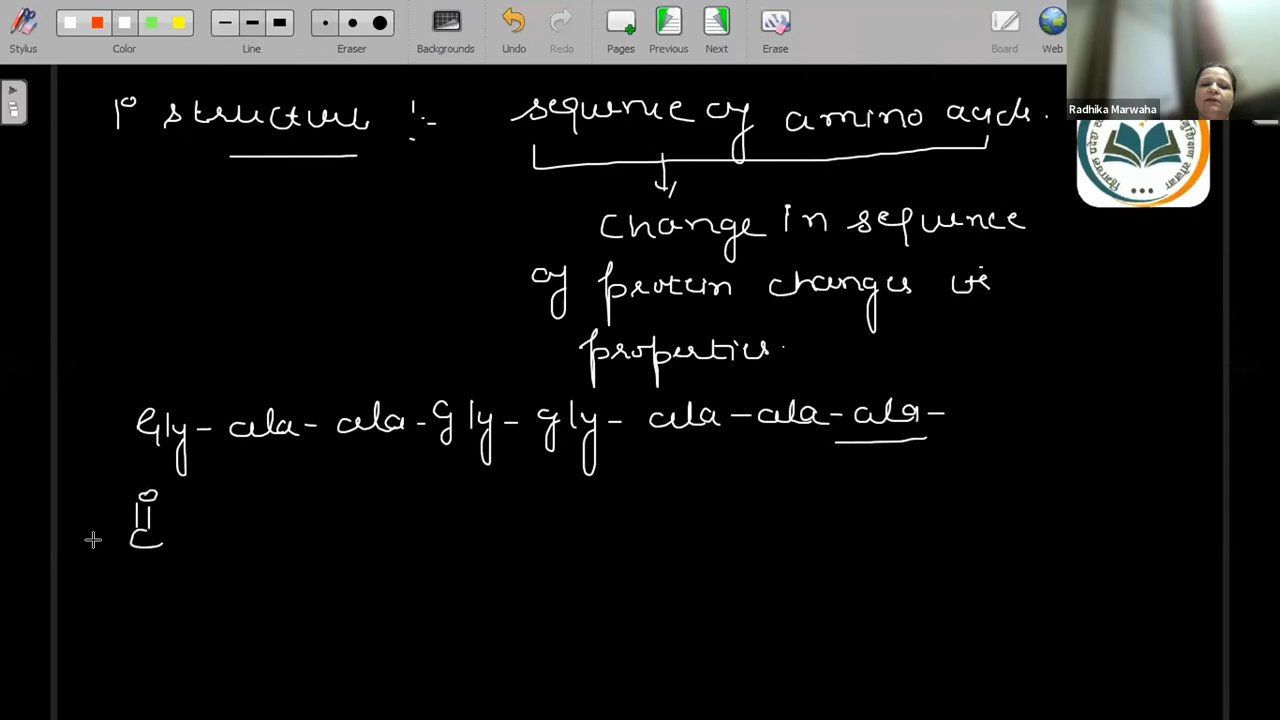 Stylus Color Line Eraser Backgrounds Undo Redo Pages Previous Next Erase Board Web
Radhika Marwaha
1° structure :-
sequence of amino acids.
change in sequence
of protein changes its
properties.
Gly - ala - ala - Gly - gly - ala - ala - ala -
O
C